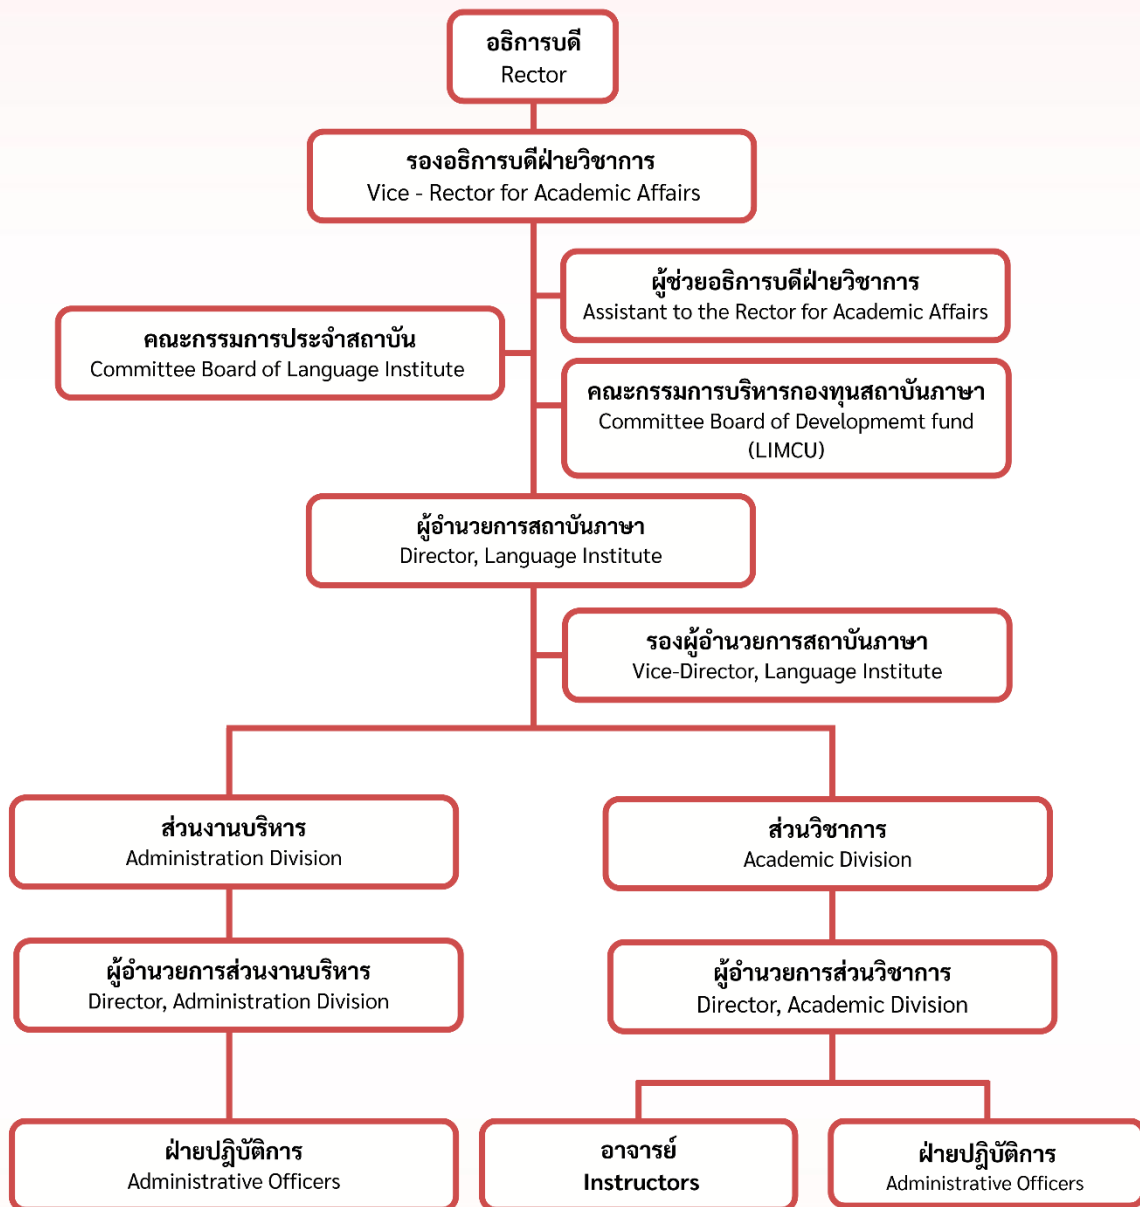 อธิการบดี
Rector
รองอธิการบดีฝ่ายวิชาการ
Vice - Rector for Academic Affairs
ผู้ช่วยอธิการบดีฝ่ายวิชาการ
Assistant to the Rector for Academic Affairs
คณะกรรมการประจำสถาบัน
Committee Board of Language Institute
คณะกรรมการบริหารกองทุนสถาบันภาษา
Committee Board of Developmemt fund
(LIMCU)
ผู้อำนวยการสถาบันภาษา
Director, Language Institute
รองผู้อำนวยการสถาบันภาษา
Vice-Director, Language Institute
ส่วนงานบริหาร
Administration Division
ส่วนวิชาการ
Academic Division
ผู้อำนวยการส่วนงานบริหาร
Director, Administration Division
ผู้อำนวยการส่วนวิชาการ
Director, Academic Division
ฝ่ายปฎิบัติการ
Administrative Officers
อาจารย์
Instructors
ฝ่ายปฎิบัติการ
Administrative Officers